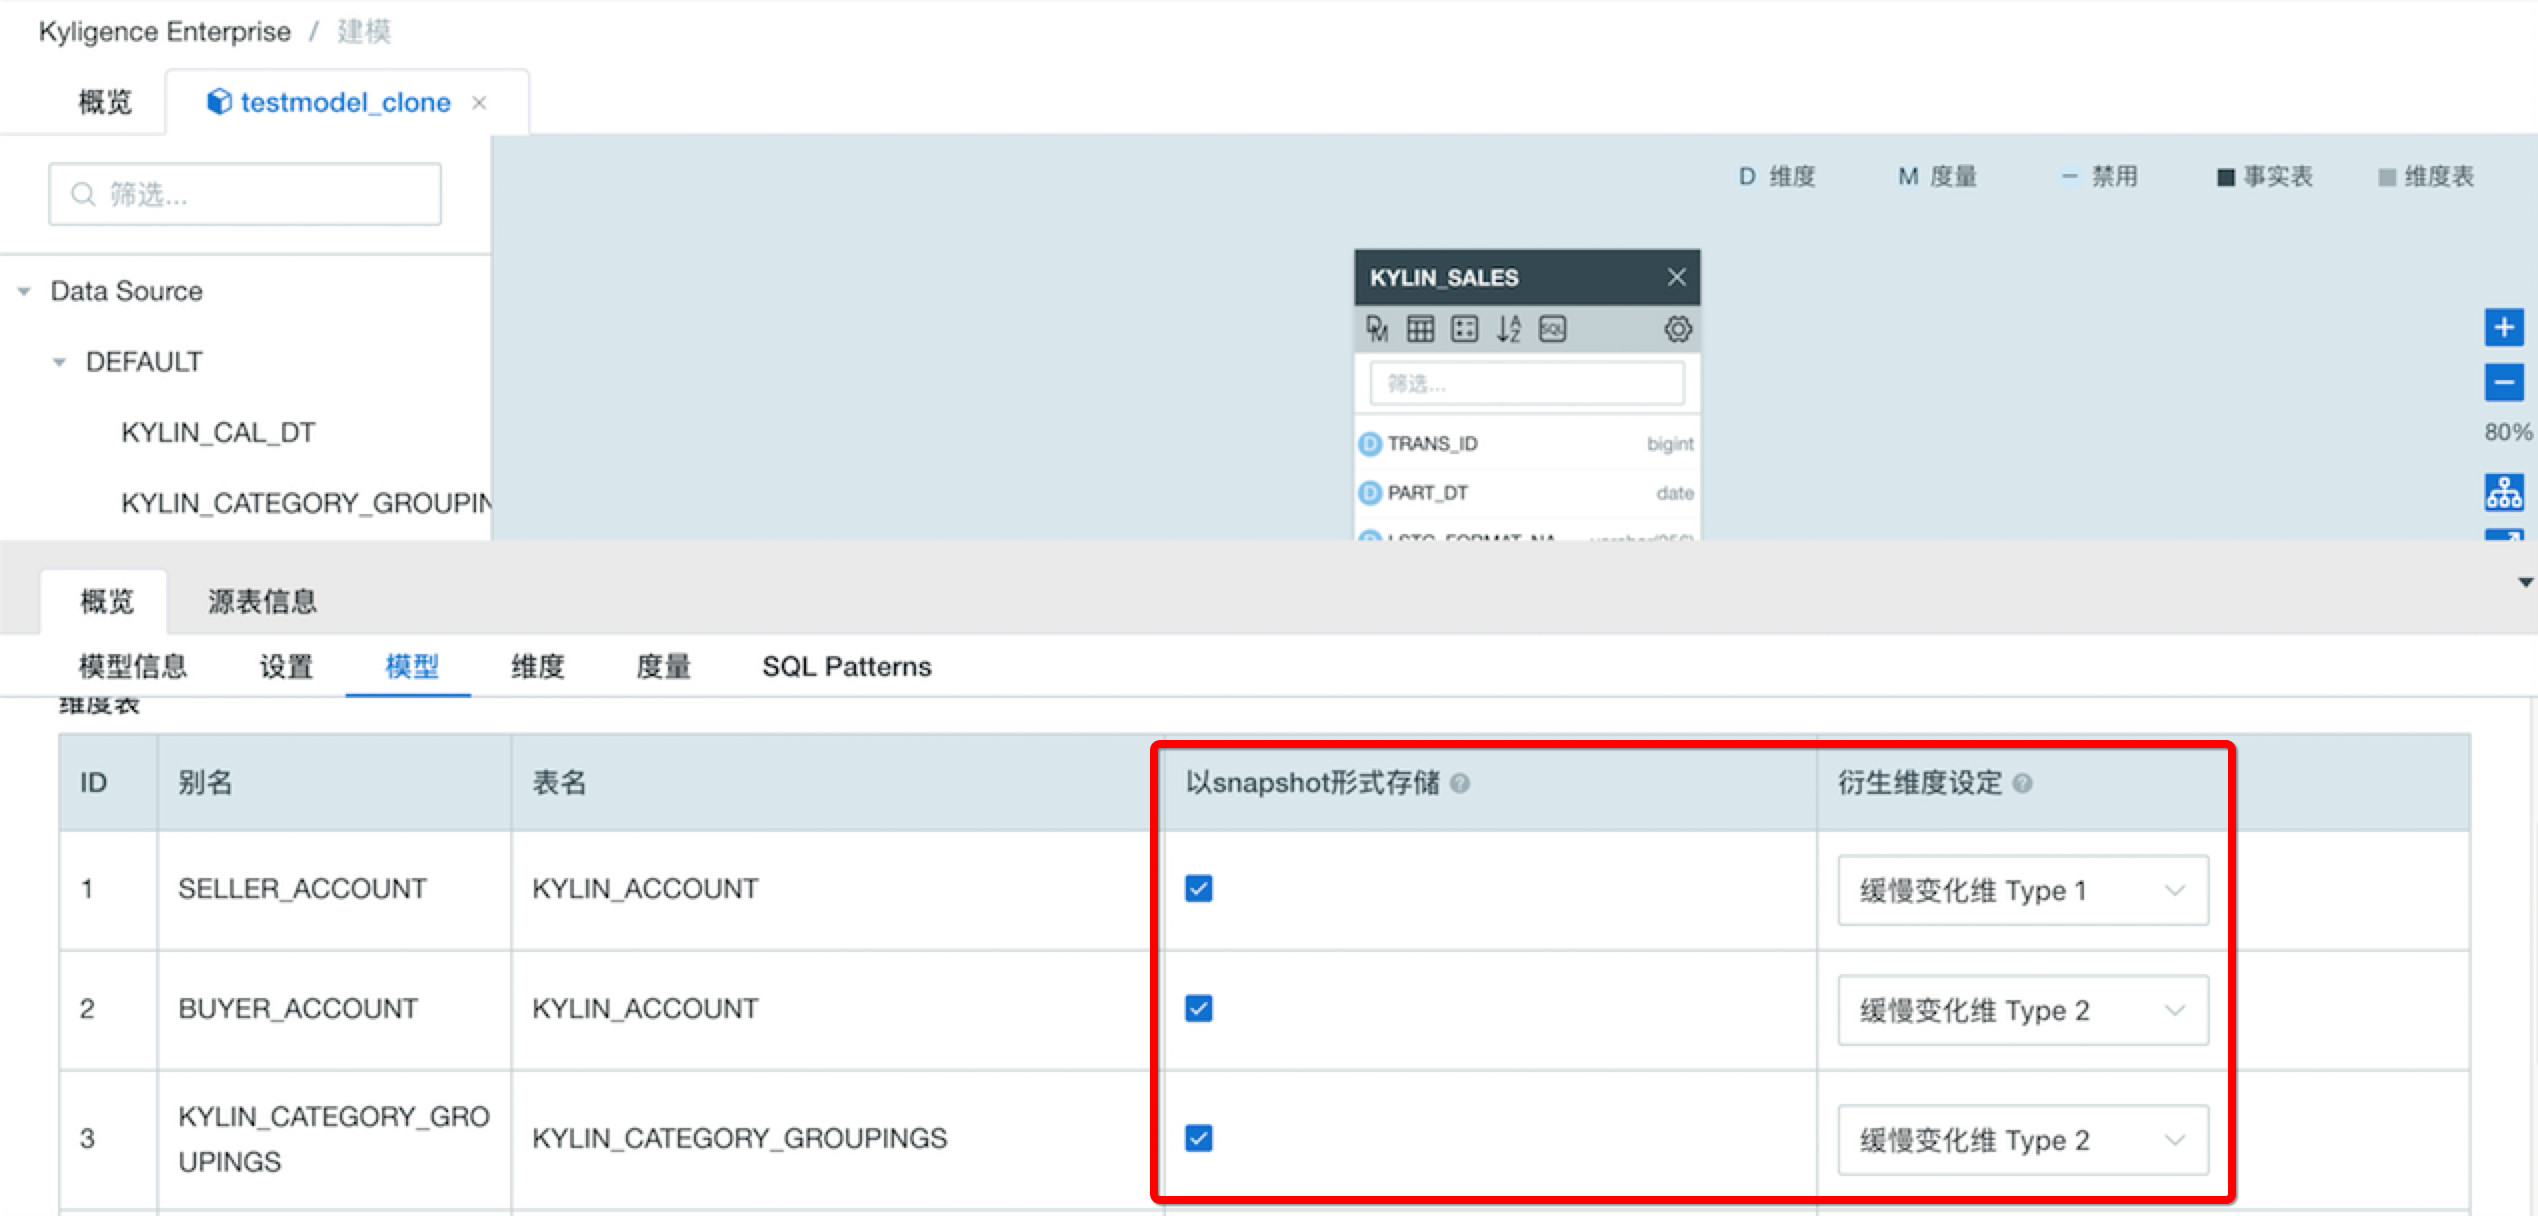 Kyligence Enterprise / 建模
概览
testmodel_clone ×
筛选...
D 维度
M 度量
禁用
事实表
维度表
Data Source
DEFAULT
KYLIN_CAL_DT
KYLIN_CATEGORY_GROUPIN
KYLIN_SALES
SQL
筛选...
D TRANS_ID bigint
D PART_DT date
80%
概览 源表信息
模型信息 设置 模型 维度 度量 SQL Patterns
维度表
ID 别名 表名 以snapshot形式存储 ? 衍生维度设定 ?
1 SELLER_ACCOUNT KYLIN_ACCOUNT 缓慢变化维 Type 1
2 BUYER_ACCOUNT KYLIN_ACCOUNT 缓慢变化维 Type 2
3 KYLIN_CATEGORY_GRO
UPINGS KYLIN_CATEGORY_GROUPINGS 缓慢变化维 Type 2